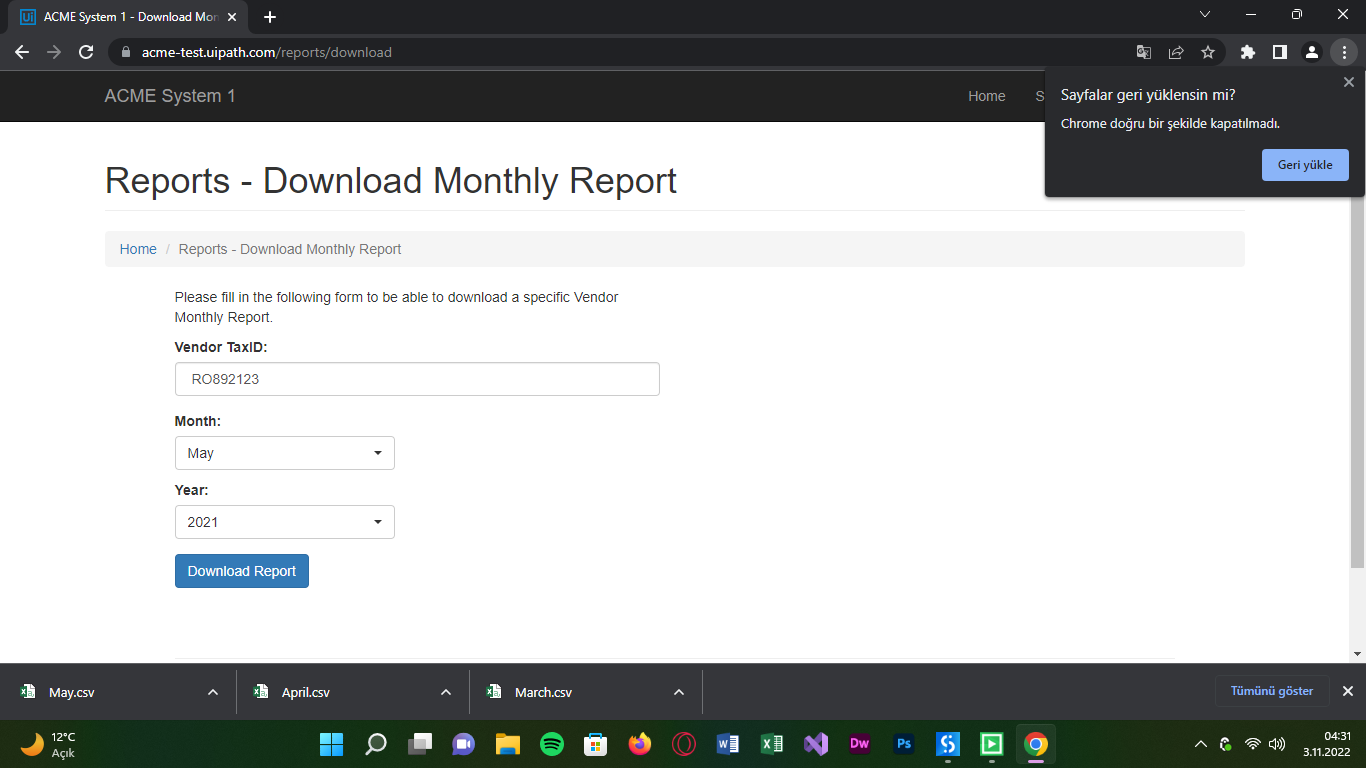 ACME System 1 - Download Mon
acme-test.uipath.com/reports/download
ACME System 1
Home
S
Sayfalar geri yüklensin mi?
Chrome doğru bir şekilde kapatılmadı.
Geri yükle
Reports - Download Monthly Report
Home / Reports - Download Monthly Report
Please fill in the following form to be able to download a specific Vendor
Monthly Report.
Vendor TaxID:
RO892123
Month:
May
Year:
2021
Download Report
May.csv
April.csv
March.csv
Tümünü göster
12°C
Açık
04:31
3.11.2022